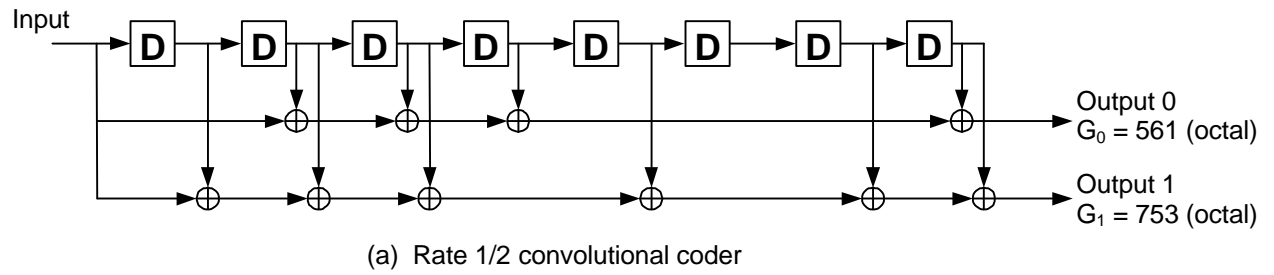 Input
D D D D D D D D
Output 0
G₀ = 561 (octal)
Output 1
G₁ = 753 (octal)
(a) Rate 1/2 convolutional coder